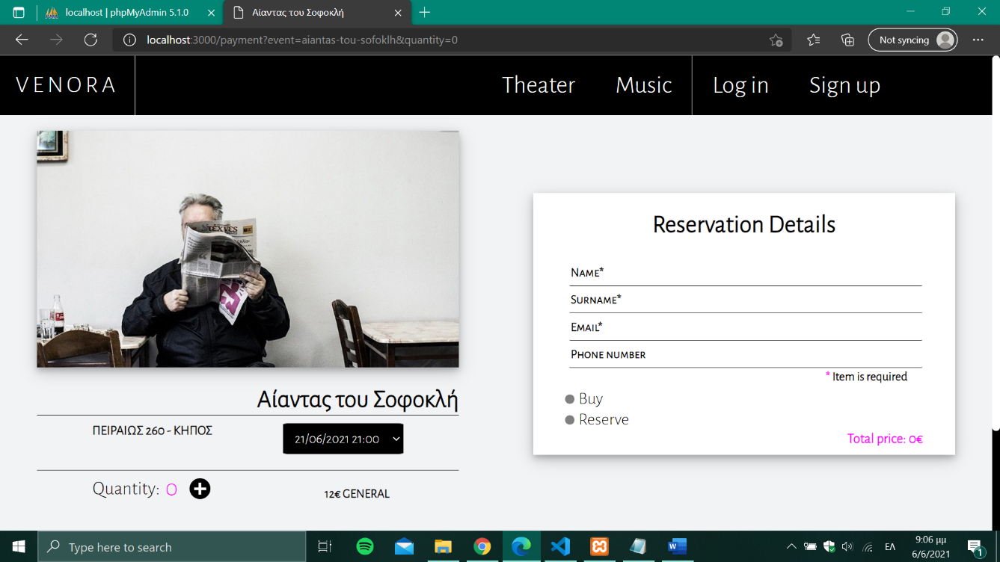 localhost | phpMyAdmin 5.1.0
Αίαντας του Σοφοκλή
localhost:3000/payment?event=aiantas-tou-sofoklh&quantity=0
Not syncing
VENORA
Theater
Music
Log in
Sign up
ΤΕΧΝΕΣ
Αίαντας του Σοφοκλή
ΠΕΙΡΑΙΩΣ 260 - ΚΗΠΟΣ
21/06/2021 21:00
Quantity: 0
12€ GENERAL
Reservation Details
Name*
Surname*
Email*
Phone number
* Item is required
Buy
Reserve
Total price: 0€
Type here to search
ΕΛ
9:06 μμ
6/6/2021
1